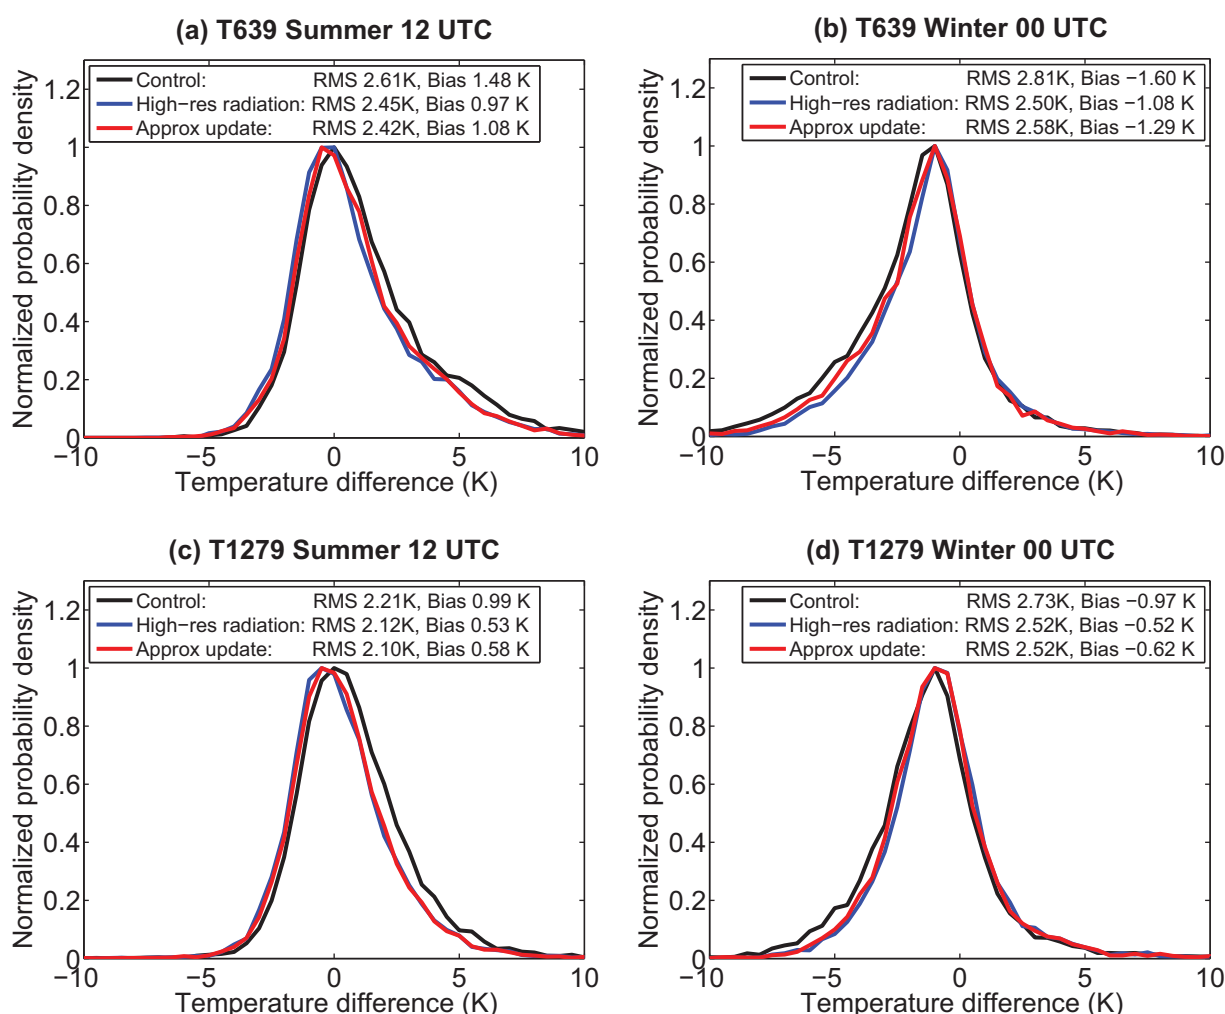 (a) T639 Summer 12 UTC
Control: RMS 2.61K, Bias 1.48 K
High−res radiation: RMS 2.45K, Bias 0.97 K
Approx update: RMS 2.42K, Bias 1.08 K
Normalized probability density
1.2
1
0.8
0.6
0.4
0.2
0
−10 −5 0 5 10
Temperature difference (K)
(b) T639 Winter 00 UTC
Control: RMS 2.81K, Bias −1.60 K
High−res radiation: RMS 2.50K, Bias −1.08 K
Approx update: RMS 2.58K, Bias −1.29 K
Normalized probability density
1.2
1
0.8
0.6
0.4
0.2
0
−10 −5 0 5 10
Temperature difference (K)
(c) T1279 Summer 12 UTC
Control: RMS 2.21K, Bias 0.99 K
High−res radiation: RMS 2.12K, Bias 0.53 K
Approx update: RMS 2.10K, Bias 0.58 K
Normalized probability density
1.2
1
0.8
0.6
0.4
0.2
0
−10 −5 0 5 10
Temperature difference (K)
(d) T1279 Winter 00 UTC
Control: RMS 2.73K, Bias −0.97 K
High−res radiation: RMS 2.52K, Bias −0.52 K
Approx update: RMS 2.52K, Bias −0.62 K
Normalized probability density
1.2
1
0.8
0.6
0.4
0.2
0
−10 −5 0 5 10
Temperature difference (K)